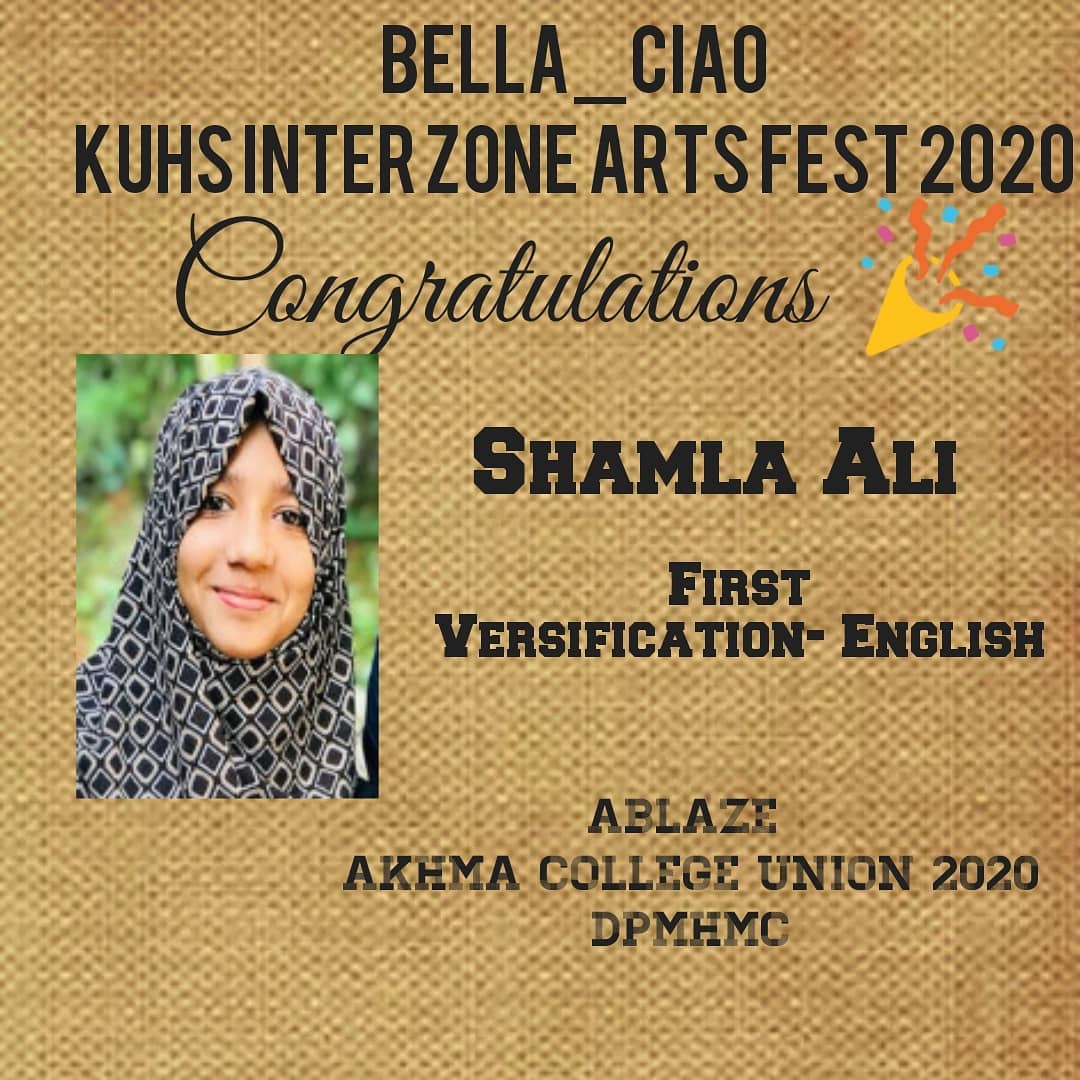 BELLA_CIAO
KUHS INTER ZONE ARTS FEST 2020
Congratulations
SHAMLA ALI
FIRST
VERSIFICATION- ENGLISH
ABLAZE
AKHMA COLLEGE UNION 2020
DPMHMC